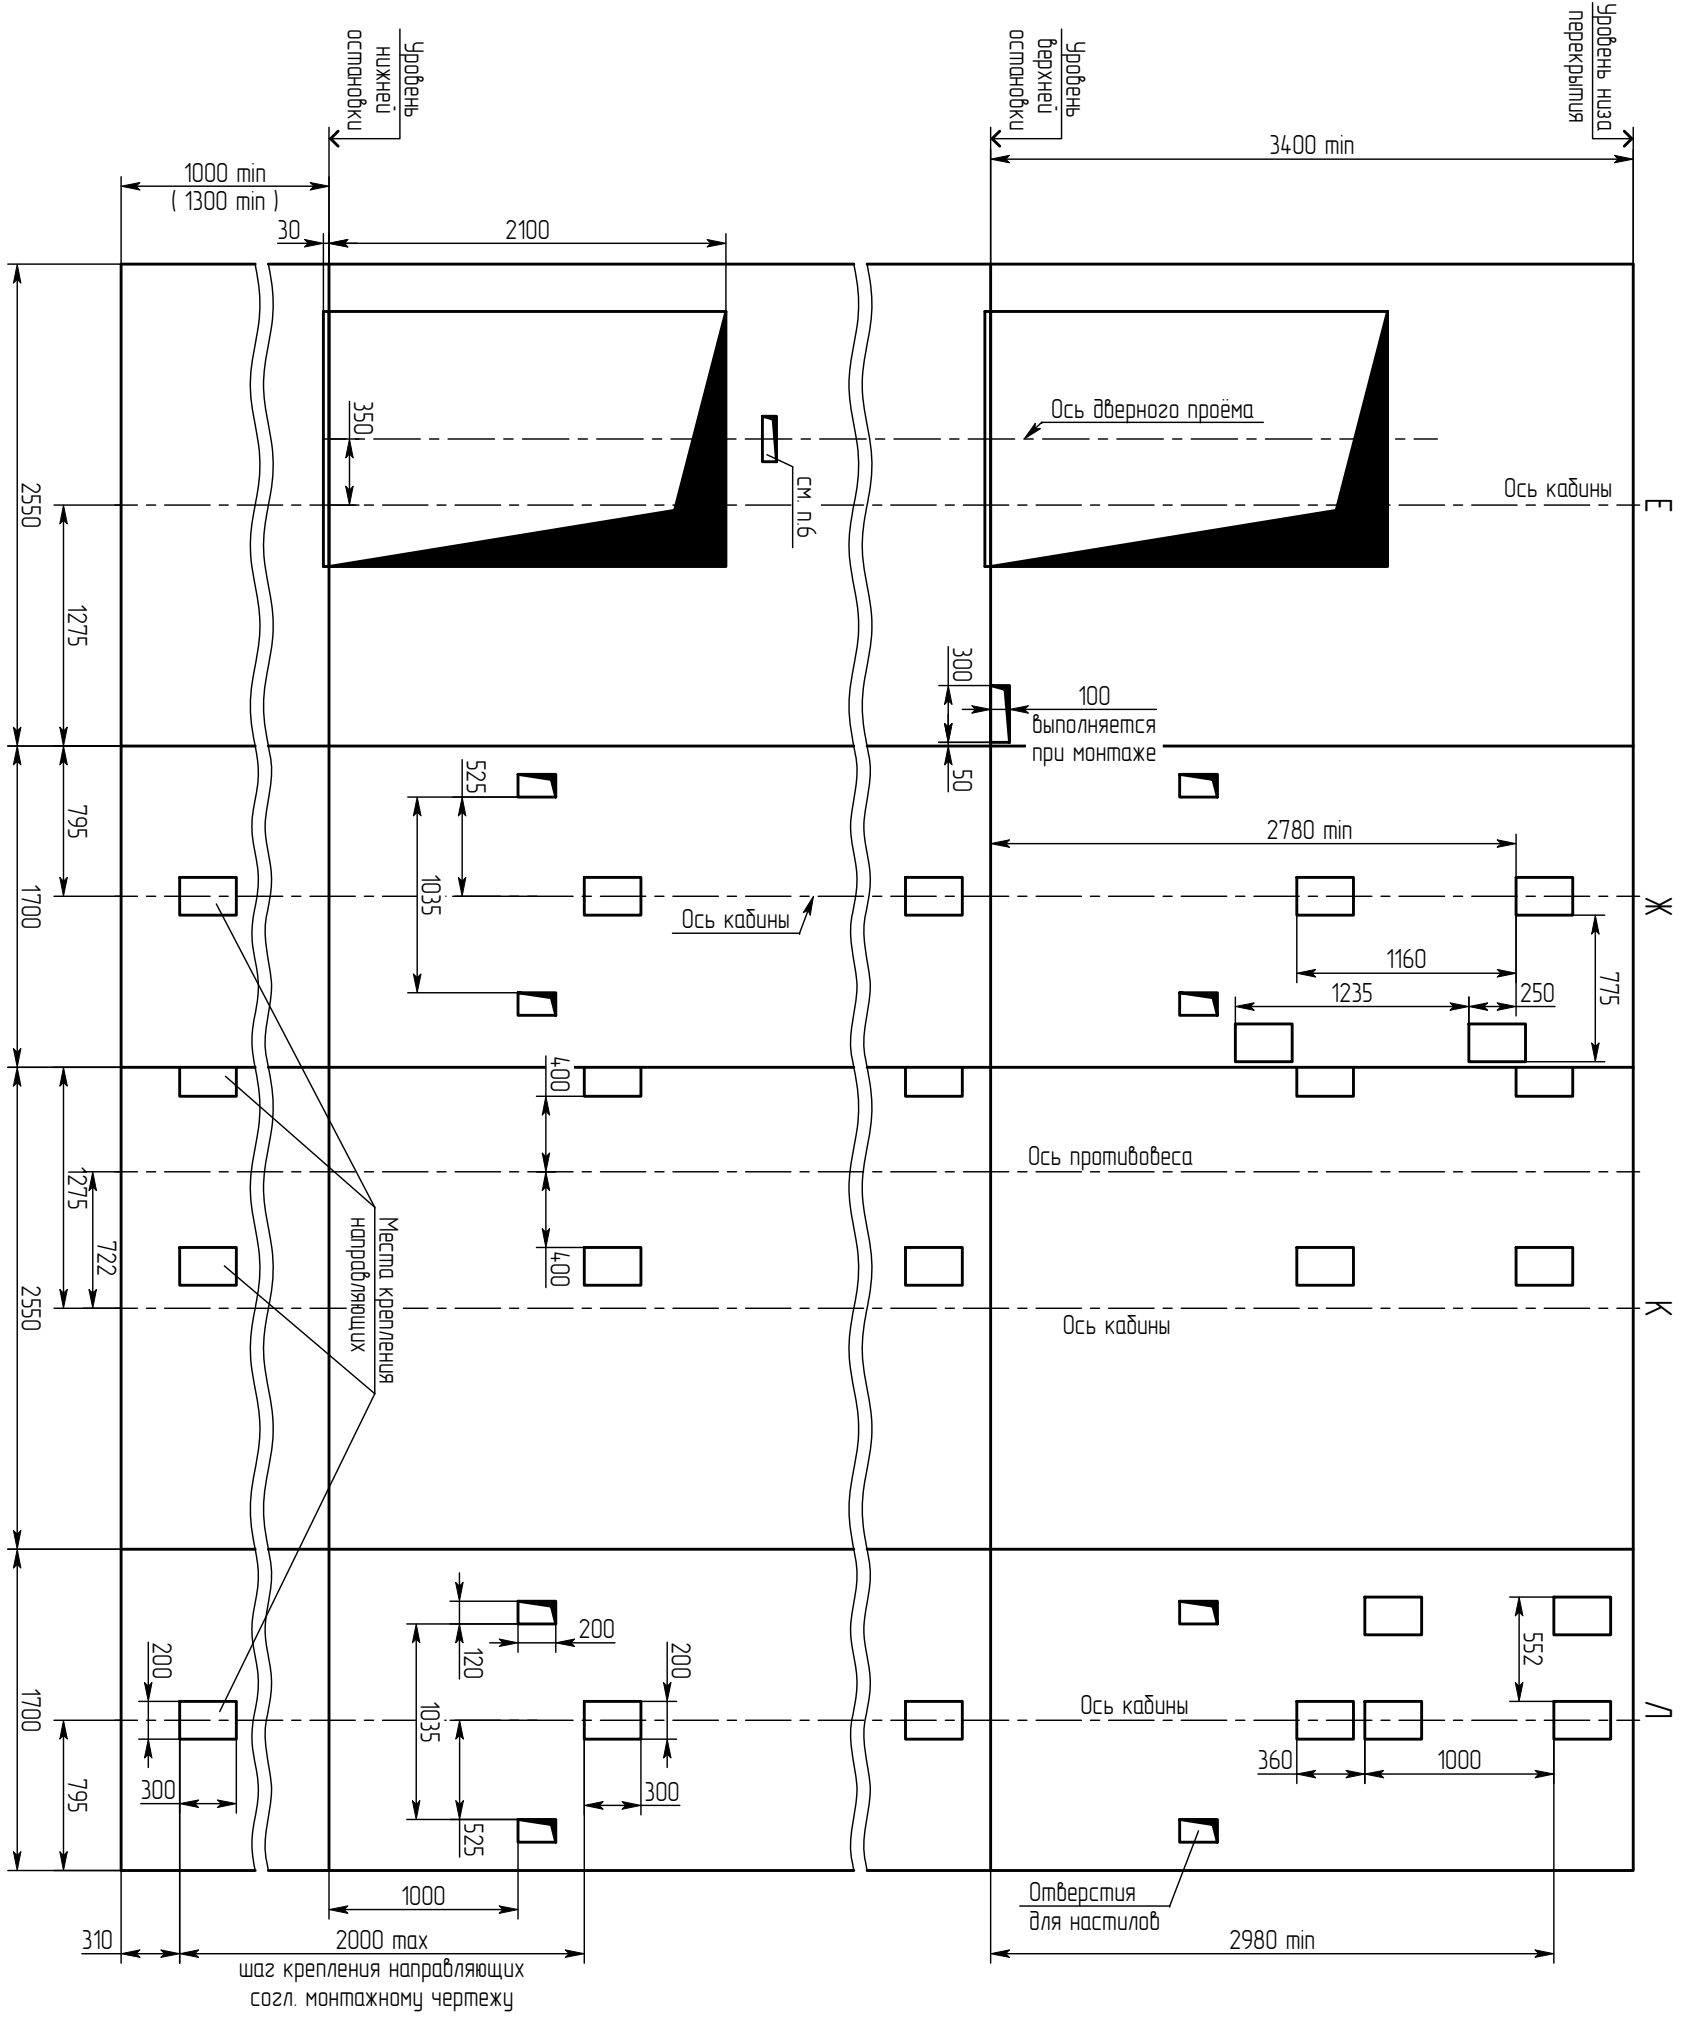 Уровень низа
перекрытия
Уровень
верхней
остановки
Уровень
нижней
остановки
3400 min
1000 min
( 1300 min )
30
2100
350
Ось дверного проёма
см. п.6
Ось кабины
Е
2550
1275
300
100
выполняется
при монтаже
50
525
795
2780 min
1035
1700
Ось кабины
Ж
1160
775
1235
250
400
Ось противовеса
1275
722
400
Места крепления
направляющих
2550
Ось кабины
К
200
120
200
200
552
1035
1700
Ось кабины
Л
795
300
300
360
1000
525
1000
Отверстия
для настилов
310
2000 max
2980 min
шаг крепления направляющих
согл. монтажному чертежу